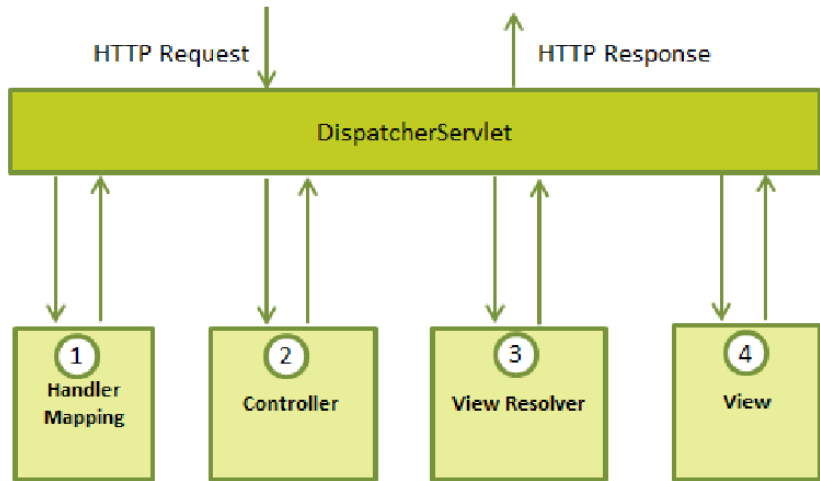 HTTP Request
HTTP Response
DispatcherServlet
1
Handler
Mapping
2
Controller
3
View Resolver
4
View